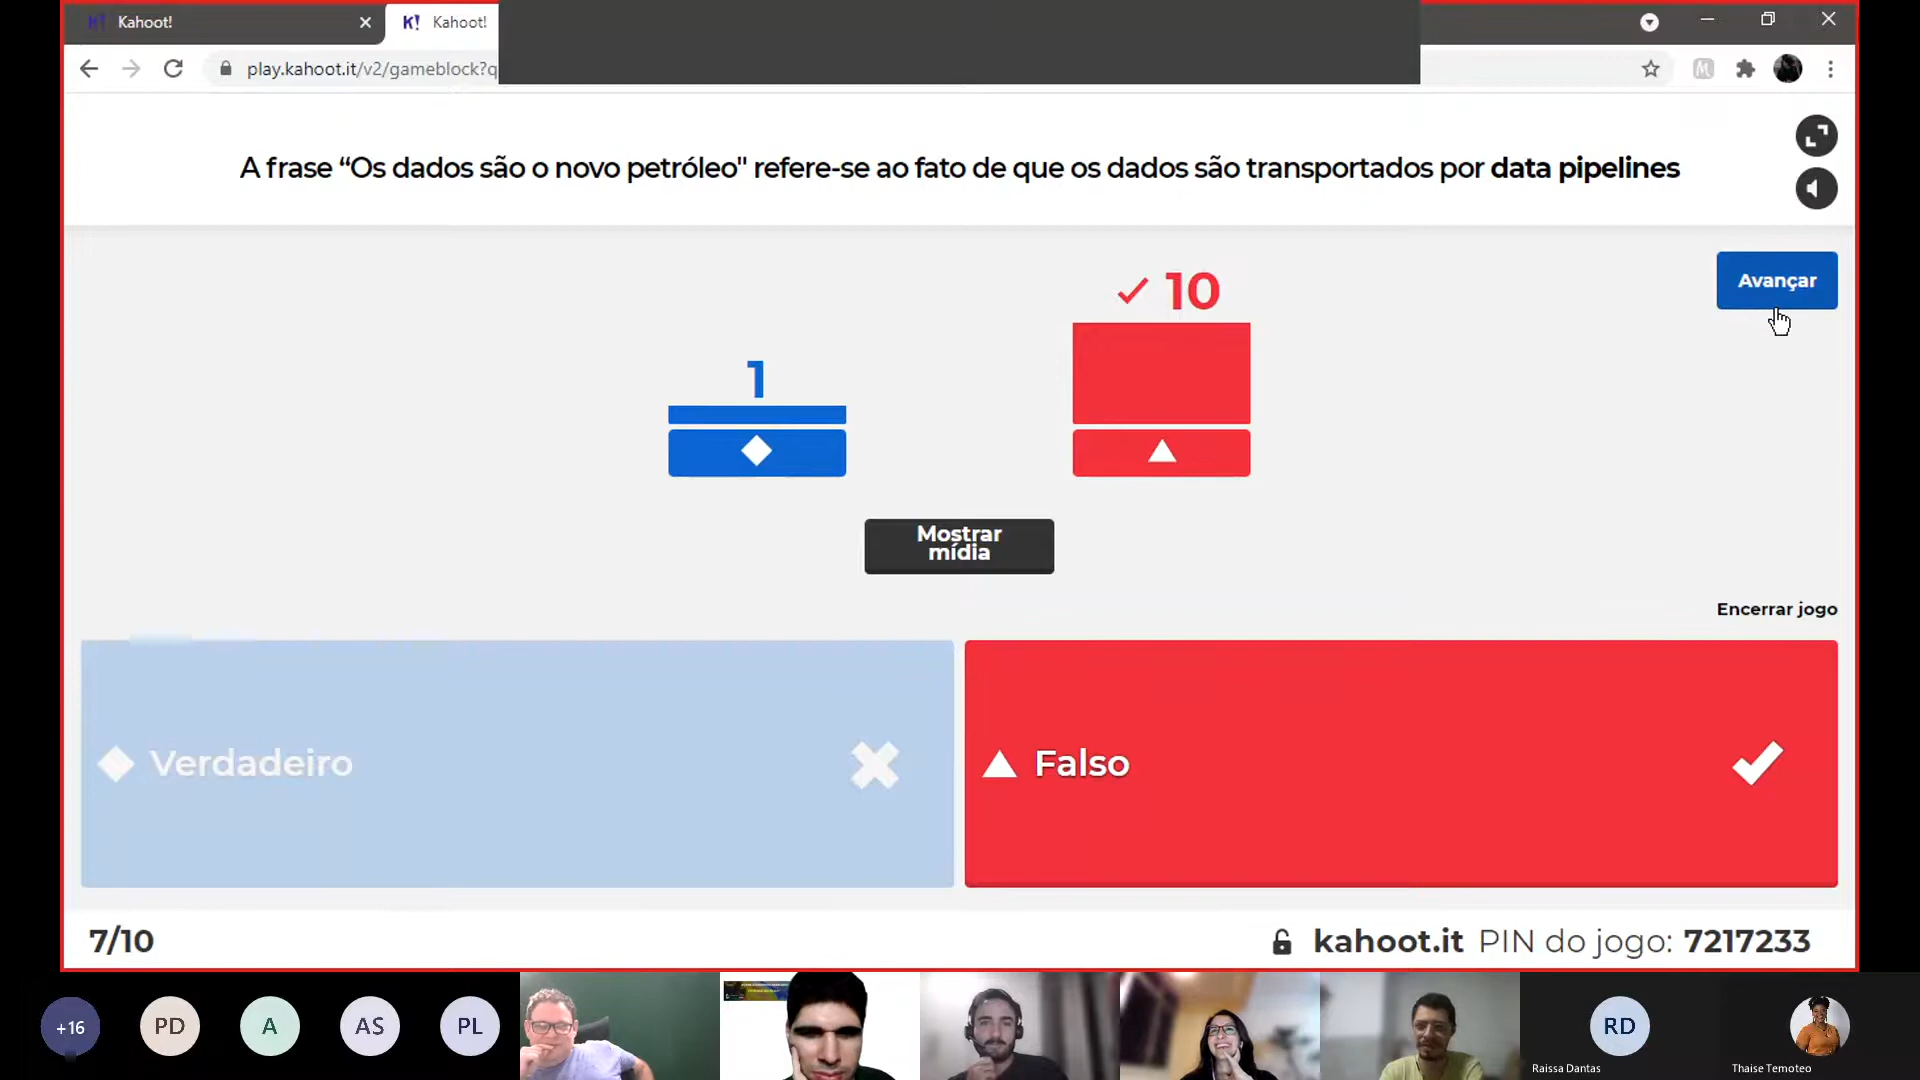 Kahoot!
Kahoot!
play.kahoot.it/v2/gameblock?q
A frase “Os dados são o novo petróleo" refere-se ao fato de que os dados são transportados por data pipelines
Avançar
10
1
Mostrar
mídia
Encerrar jogo
Verdadeiro
Falso
7/10
kahoot.it PIN do jogo: 7217233
+16
PD
A
AS
PL
RD
Raissa Dantas
Thaise Temoteo